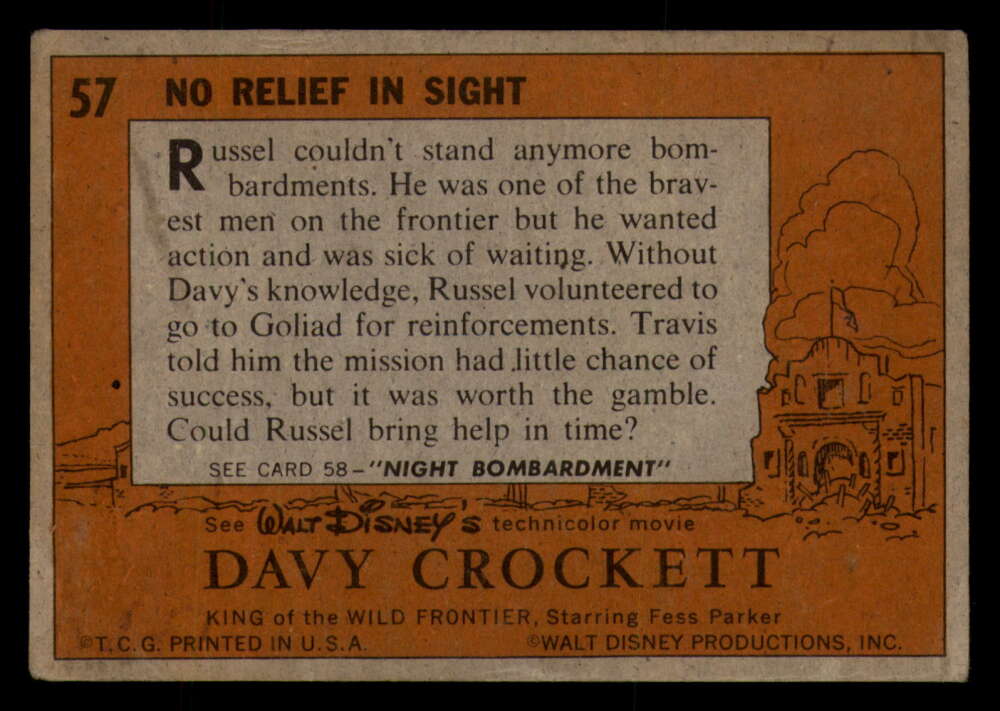 57 NO RELIEF IN SIGHT
Russel couldn't stand anymore bom-
bardments. He was one of the brav-
est men on the frontier but he wanted
action and was sick of waiting. Without
Davy's knowledge, Russel volunteered to
go to Goliad for reinforcements. Travis
told him the mission had little chance of
success, but it was worth the gamble.
Could Russel bring help in time?
SEE CARD 58-"NIGHT BOMBARDMENT"
See WALT DISNEY'S technicolor movie
DAVY CROCKETT
KING of the WILD FRONTIER, Starring Fess Parker
©T.C.G. PRINTED IN U.S.A. ©WALT DISNEY PRODUCTIONS, INC.